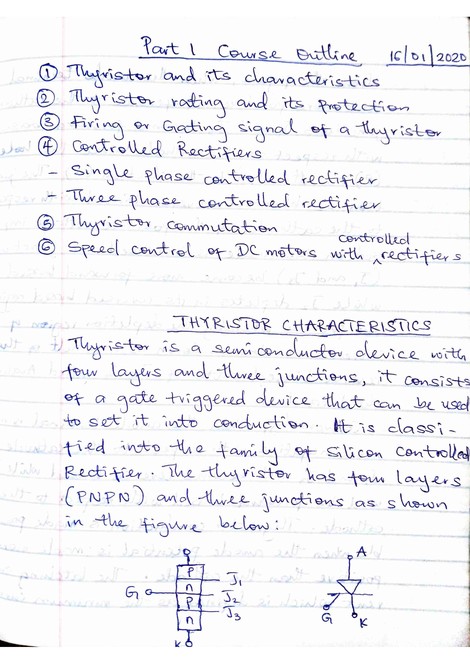 Part 1 Course Outline 16/01/2020
① Thyristor and its characteristics
② Thyristor rating and its protection
③ Firing or Gating signal of a thyristor
④ Controlled Rectifiers
- Single phase controlled rectifier
- Three phase controlled rectifier
⑤ Thyristor commutation
⑥ Speed control of DC motors with controlled rectifiers
THYRISTOR CHARACTERISTICS
Thyristor is a semiconductor device with
four layers and three junctions, it consists
of a gate triggered device that can be used
to set it into conduction. It is classi-
fied into the family of Silicon Controlled
Rectifier. The thyristor has four layers
(PNPN) and three junctions as shown
in the figure below:
P J1
n
G J2
P J3
n
K
A
G K